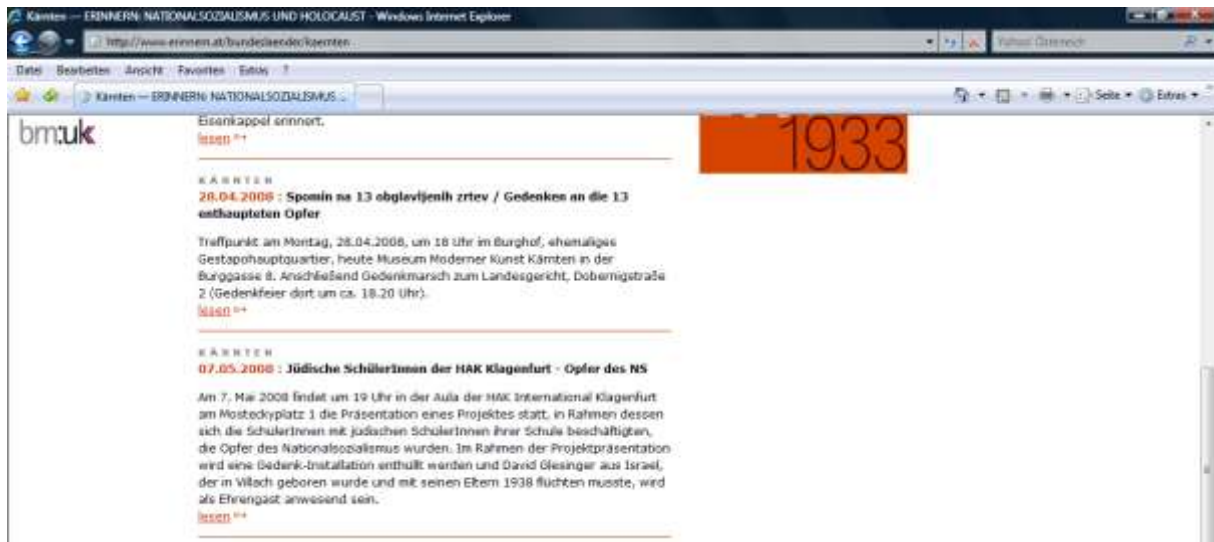 Kärnten — ERINNERN: NATIONALSOZIALISMUS UND HOLOCAUST - Windows Internet Explorer
http://www.erinnern.at/bundeslaender/kaernten
Yahoo! Österreich
Datei Bearbeiten Ansicht Favoriten Extras ?
Kärnten — ERINNERN: NATIONALSOZIALISMUS ...
Seite Extras
bm:uk
Eisenkappel erinnert.
lesen
1933
KÄRNTEN
28.04.2008 : Spomin na 13 obglavljenih zrtev / Gedenken an die 13
enthaupteten Opfer
Treffpunkt am Montag, 28.04.2008, um 18 Uhr im Burghof, ehemaliges
Gestapohauptquartier, heute Museum Moderner Kunst Kärnten in der
Burggasse 8. Anschließend Gedenkmarsch zum Landesgericht, Dobernigstraße
2 (Gedenkfeier dort um ca. 18.20 Uhr).
lesen
KÄRNTEN
07.05.2008 : Jüdische SchülerInnen der HAK Klagenfurt - Opfer des NS
Am 7. Mai 2008 findet um 19 Uhr in der Aula der HAK International Klagenfurt
am Mosteckyplatz 1 die Präsentation eines Projektes statt, in Rahmen dessen
sich die SchülerInnen mit jüdischen SchülerInnen ihrer Schule beschäftigten,
die Opfer des Nationalsozialismus wurden. Im Rahmen der Projektpräsentation
wird eine Gedenk-Installation enthüllt werden und David Glesinger aus Israel,
der in Villach geboren wurde und mit seinen Eltern 1938 flüchten musste, wird
als Ehrengast anwesend sein.
lesen